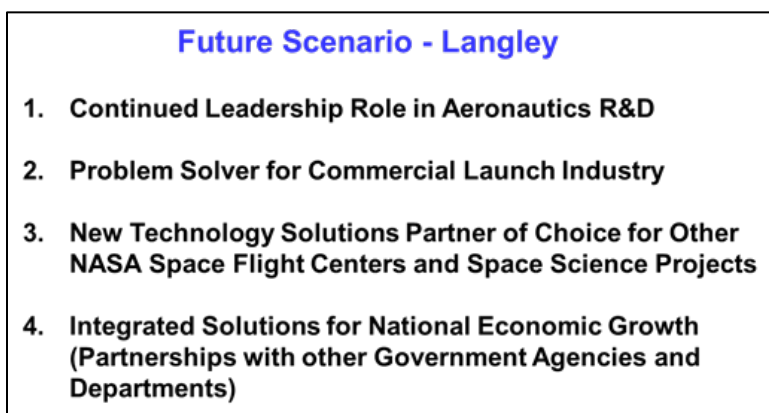 Future Scenario - Langley
1. Continued Leadership Role in Aeronautics R&D
2. Problem Solver for Commercial Launch Industry
3. New Technology Solutions Partner of Choice for Other
NASA Space Flight Centers and Space Science Projects
4. Integrated Solutions for National Economic Growth
(Partnerships with other Government Agencies and
Departments)